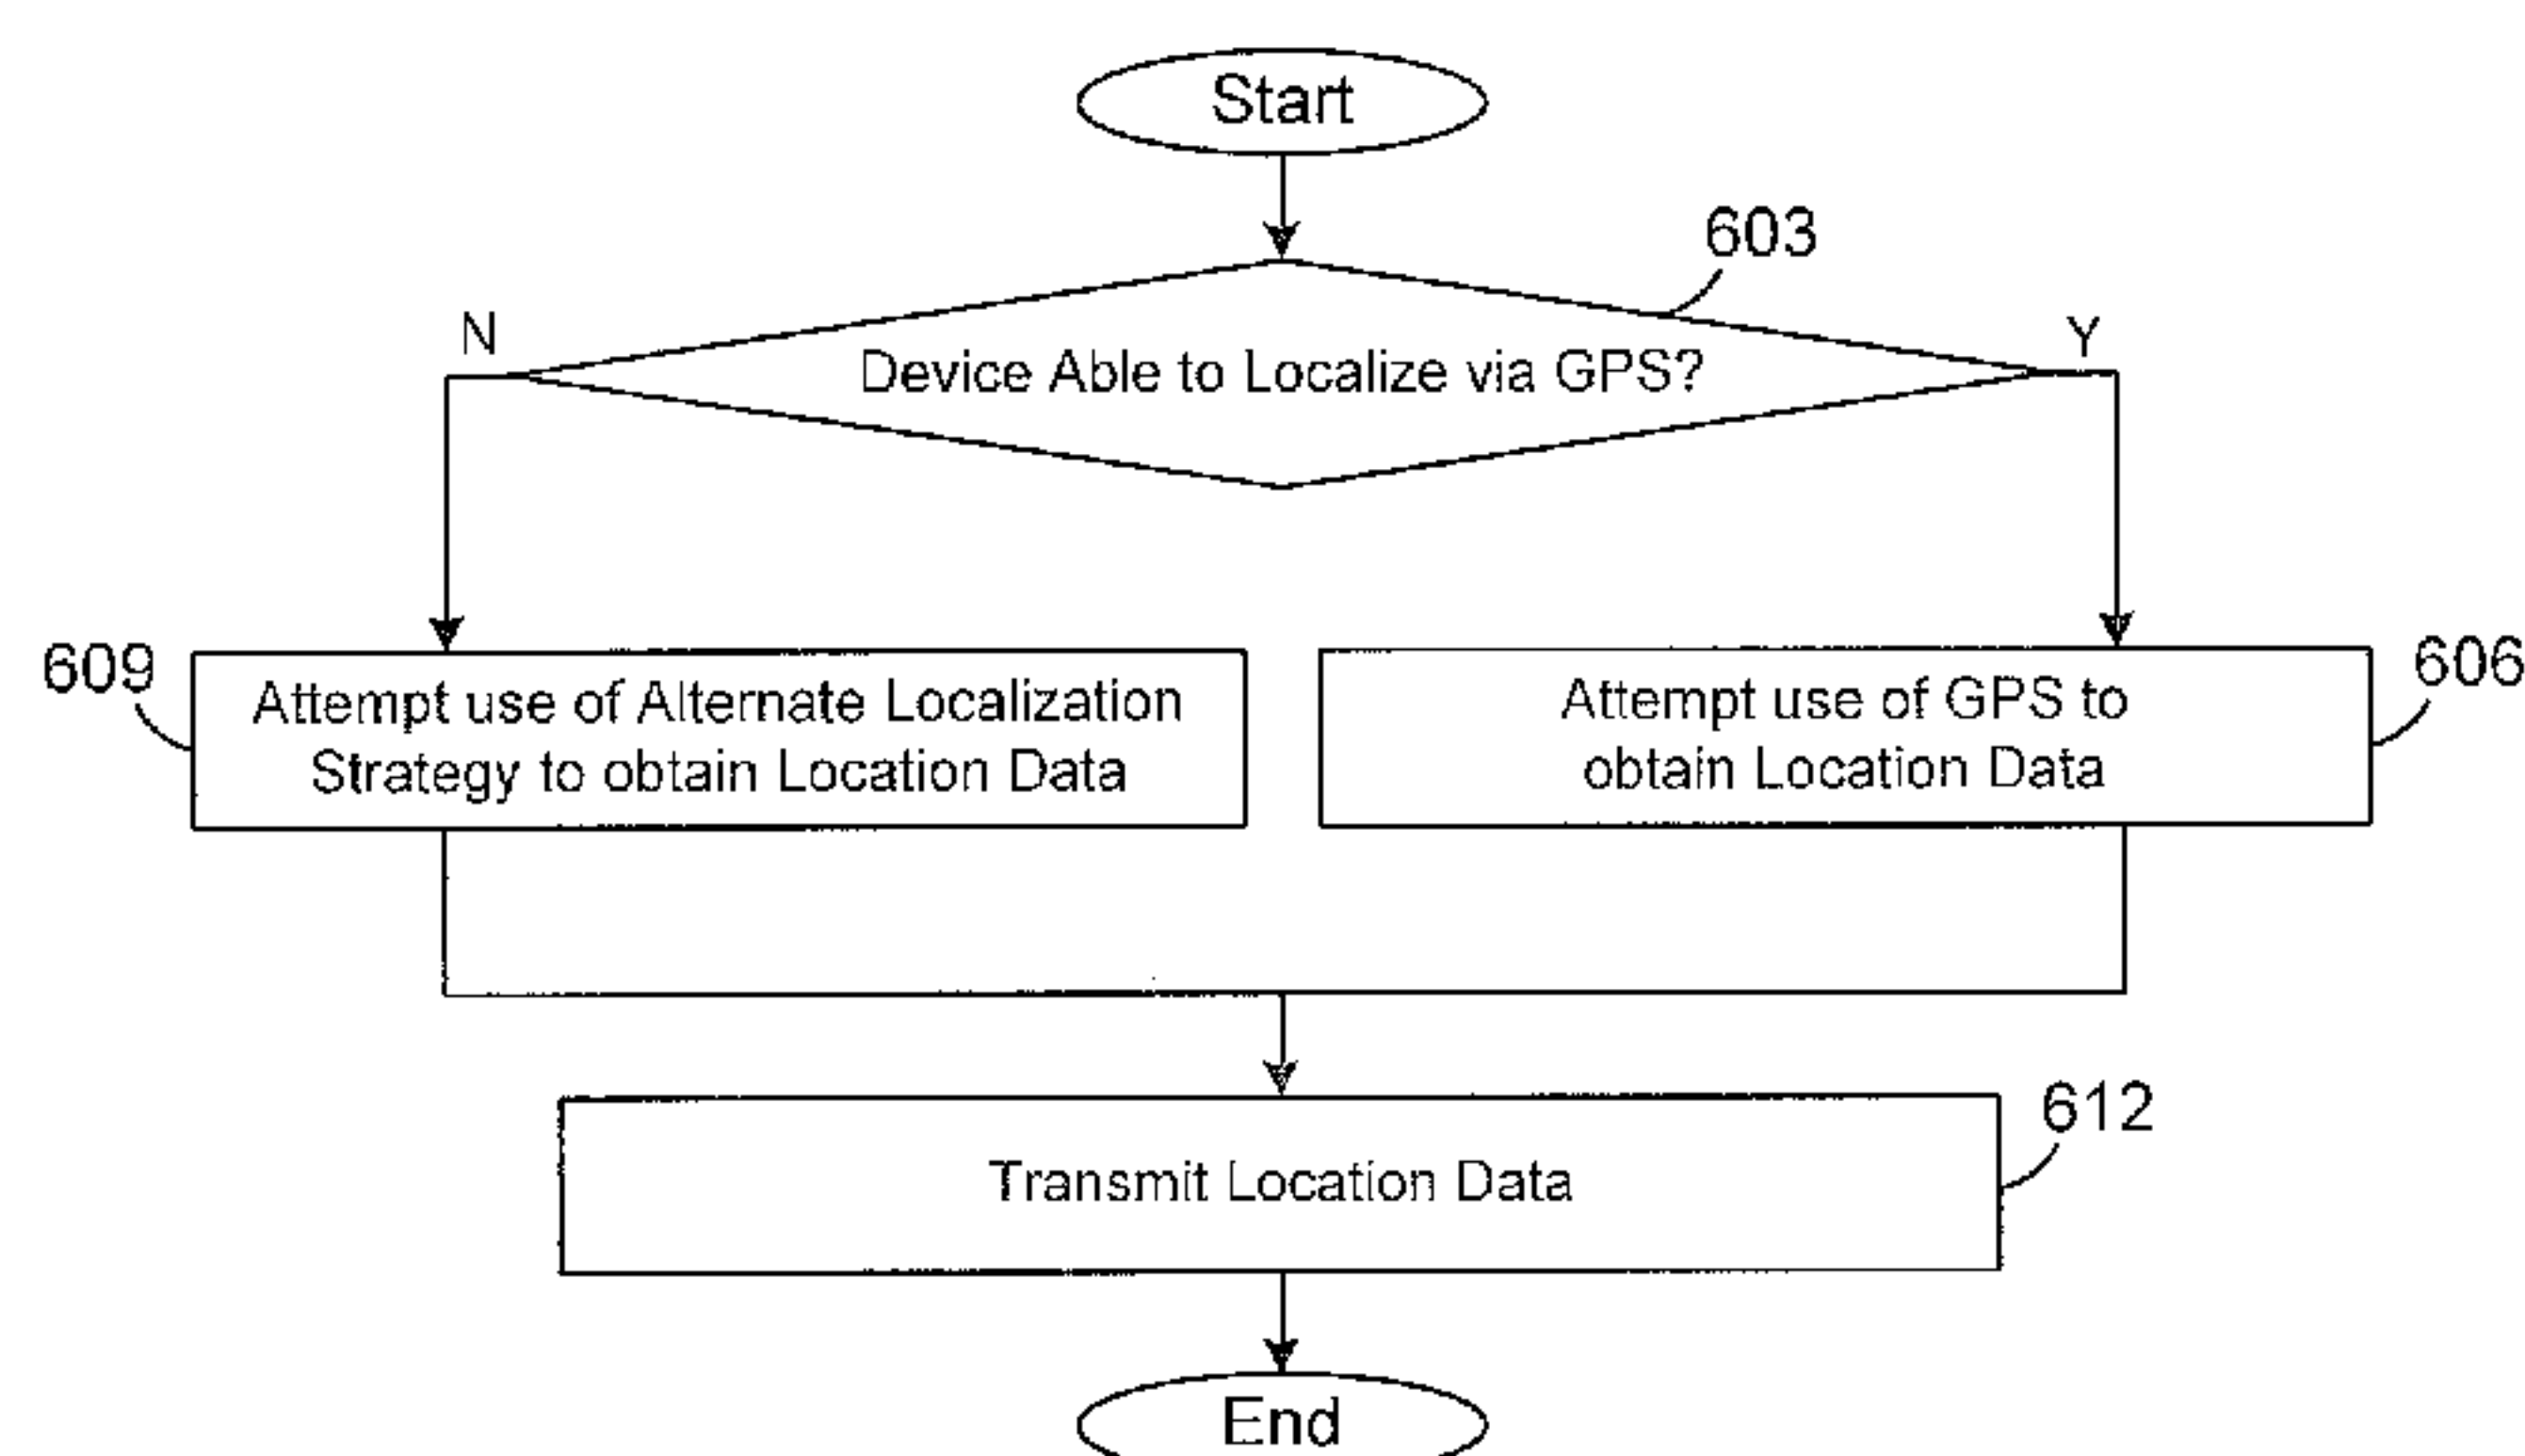 Start
603
N
Y
Device Able to Localize via GPS?
609
606
Attempt use of Alternate Localization
Strategy to obtain Location Data
Attempt use of GPS to
obtain Location Data
612
Transmit Location Data
End